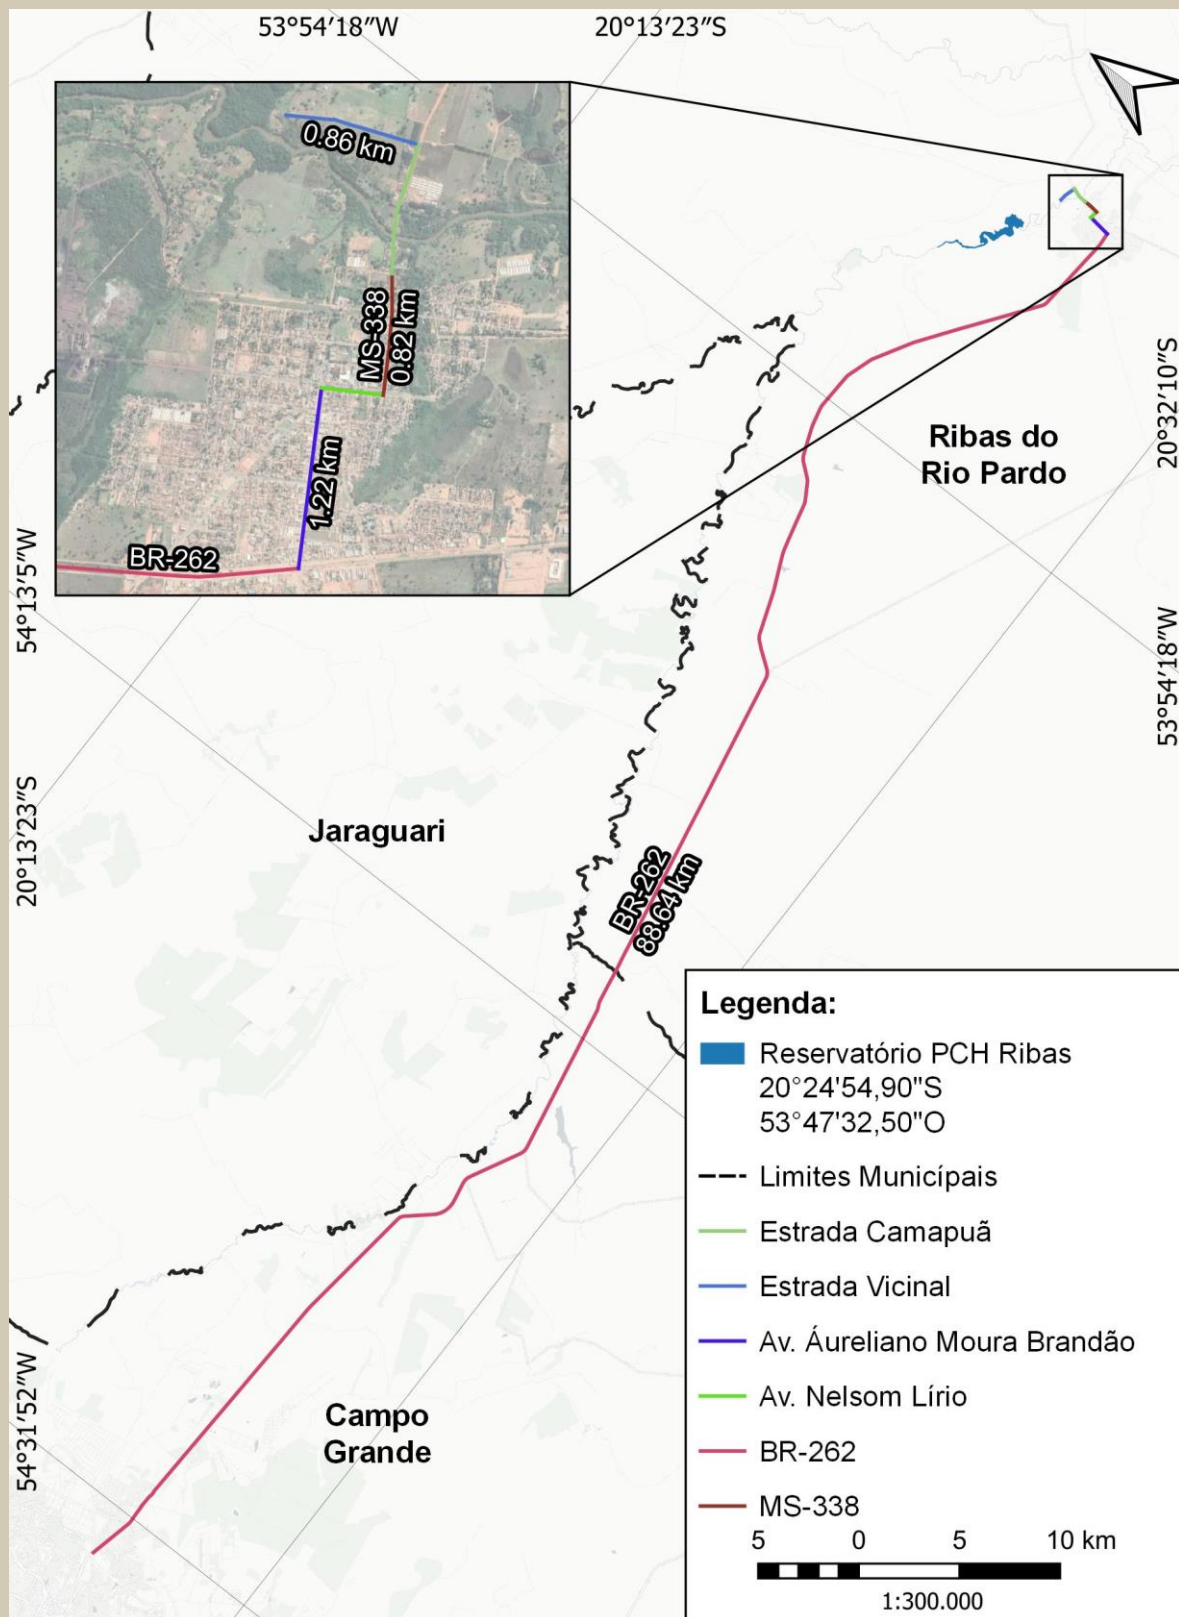 53°54′18″W
20°13′23″S
0.86 km
MS-338
0.82 km
1.22 km
BR-262
20°32′10″S
Ribas do
Rio Pardo
54°13′5″W
53°54′18″W
20°13′23″S
Jaraguari
BR-262
88.64 km
54°31′52″W
Campo
Grande
Legenda:
Reservatório PCH Ribas
20°24'54,90"S
53°47'32,50"O
Limites Municípais
Estrada Camapuã
Estrada Vicinal
Av. Áureliano Moura Brandão
Av. Nelsom Lírio
BR-262
MS-338
5 0 5 10 km
1:300.000